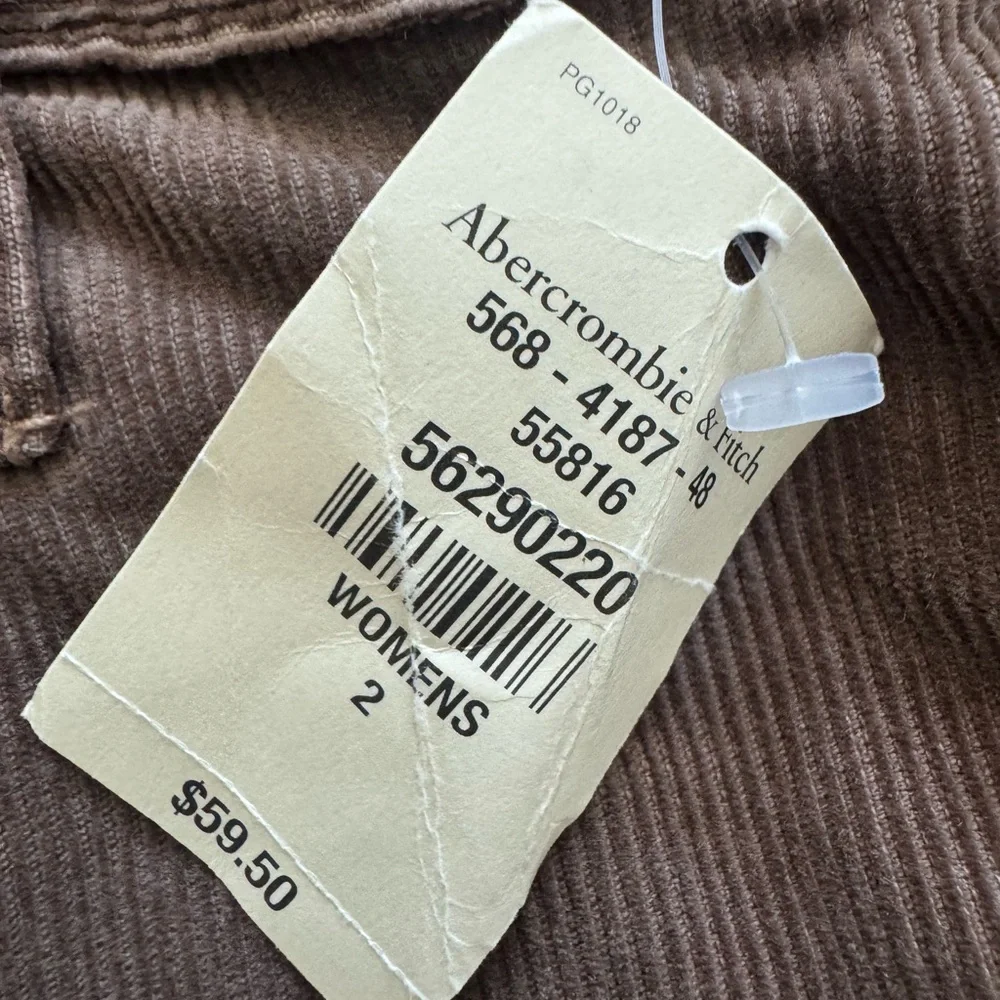 PG1018
Abercrombie & Fitch
568 - 4187 - 48
55816
56290220
WOMENS
2
$59.50